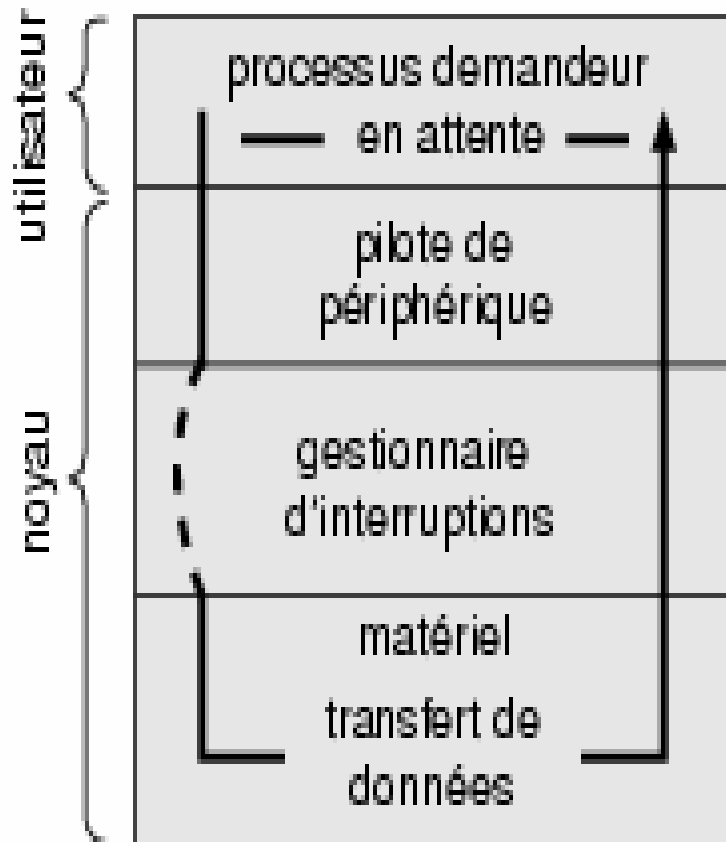 utilisateur
processus demandeur
en attente
pilote de
périphérique
noyau
gestionnaire
d'interruptions
matériel
transfert de
données